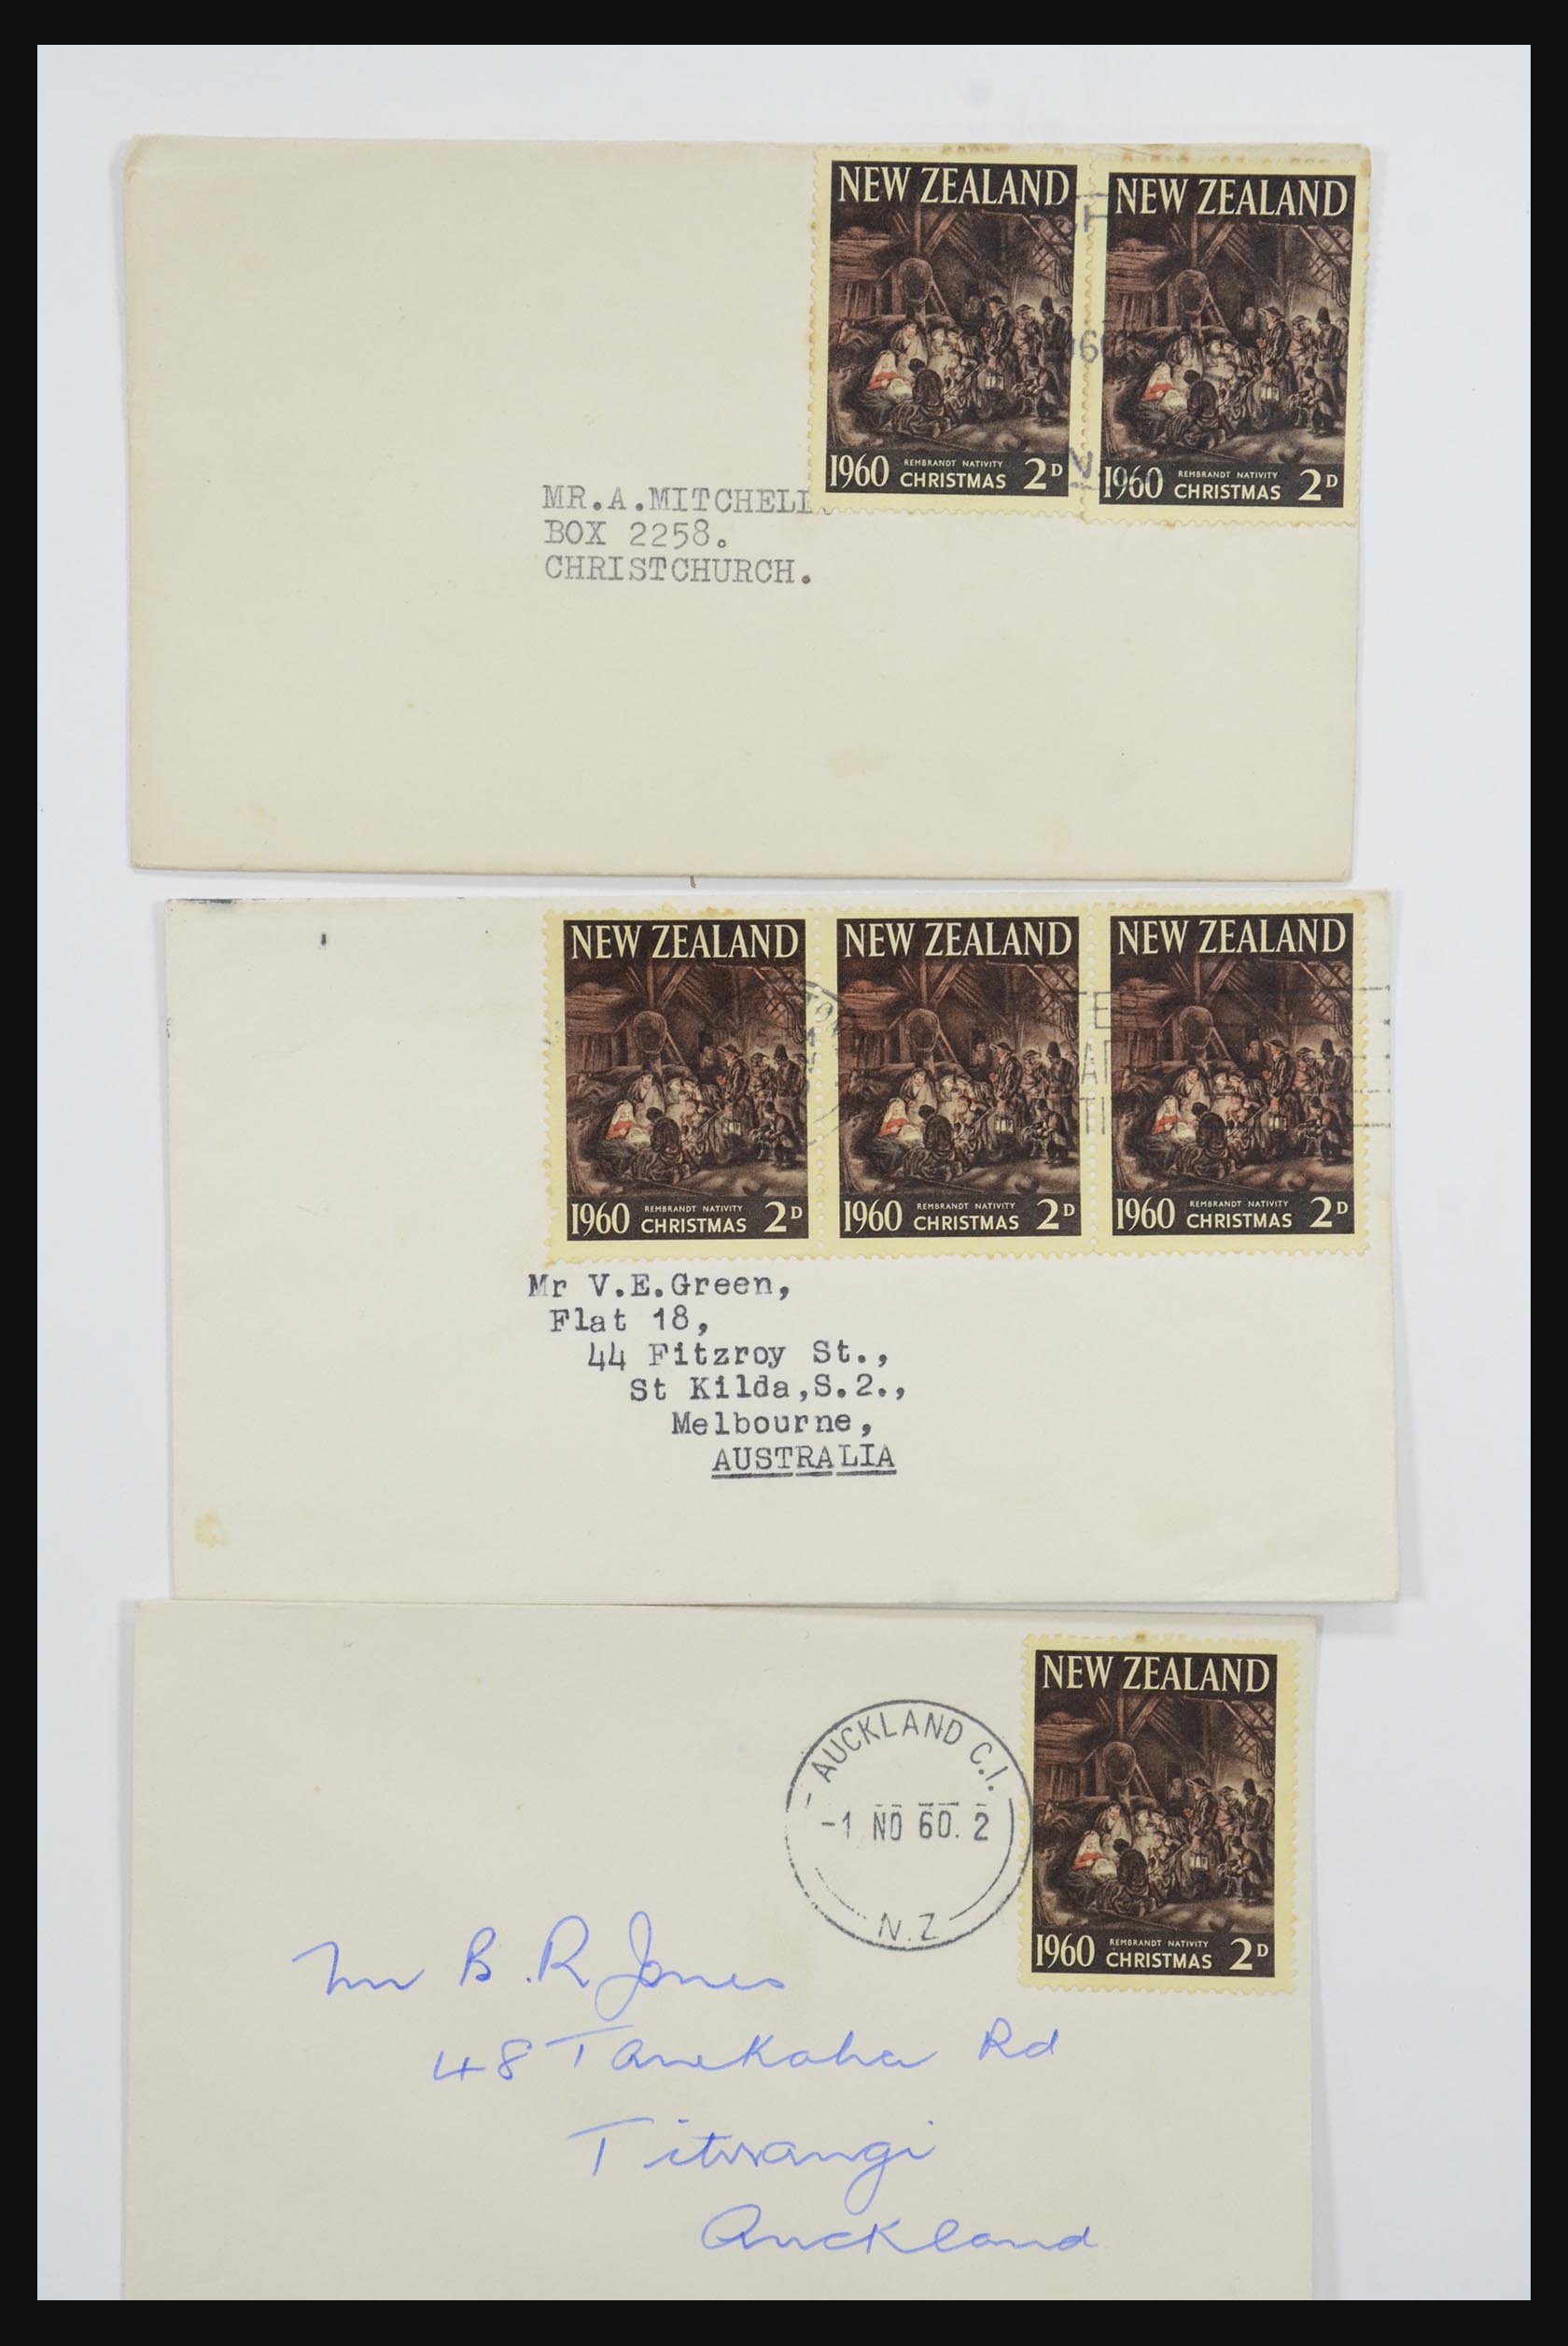 NEW ZEALAND NEW ZEALAND
1960 REMBRANDT NATIVITY CHRISTMAS 2D 1960 REMBRANDT NATIVITY CHRISTMAS 2D
MR.A.MITCHELL
BOX 2258.
CHRISTCHURCH.
NEW ZEALAND NEW ZEALAND NEW ZEALAND
1960 REMBRANDT NATIVITY CHRISTMAS 2D 1960 REMBRANDT NATIVITY CHRISTMAS 2D 1960 REMBRANDT NATIVITY CHRISTMAS 2D
Mr V.E.Green,
Flat 18,
44 Fitzroy St.,
St Kilda,S.2.,
Melbourne,
AUSTRALIA
NEW ZEALAND
AUCKLAND C.1.
-1 NO 60. 2
N.Z
1960 REMBRANDT NATIVITY CHRISTMAS 2D
Mr B.R Jones
48 Tanekaha Rd
Titirangi
Auckland